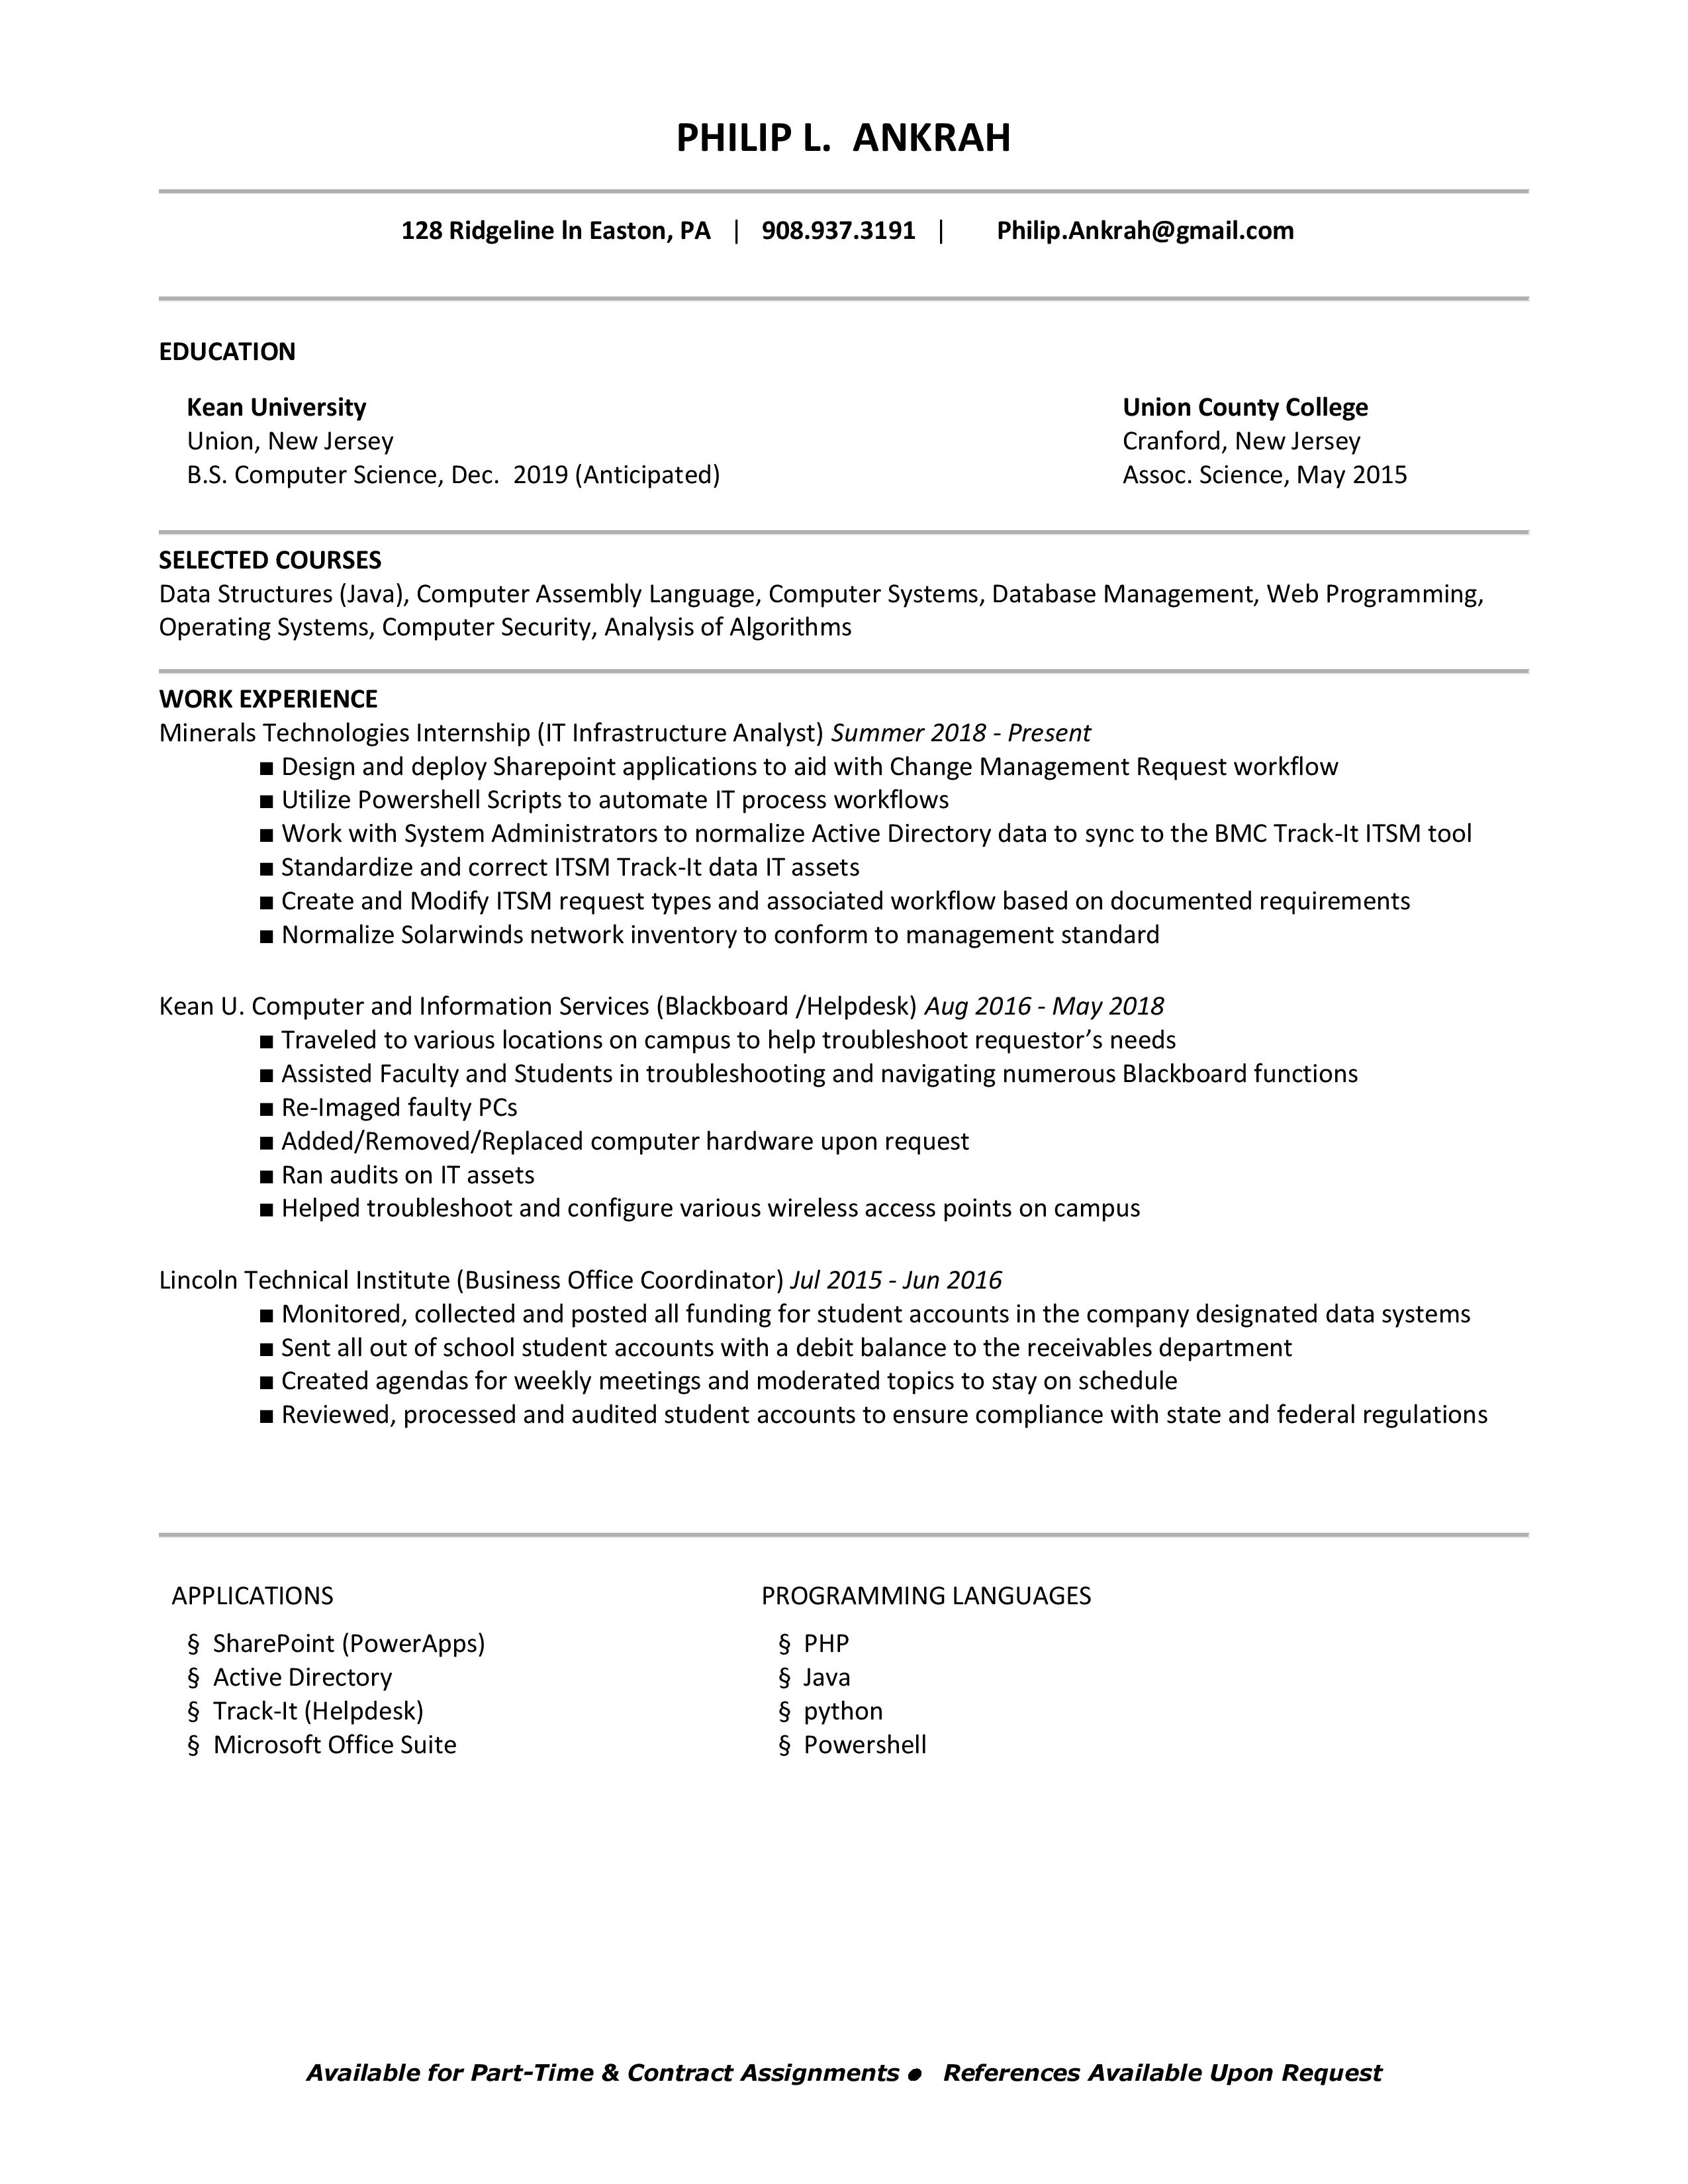 PHILIP L.  ANKRAH
128 Ridgeline ln Easton, PA | 908.937.3191 | Philip.Ankrah@gmail.com
EDUCATION
Kean University
Union, New Jersey
B.S. Computer Science, Dec.  2019 (Anticipated)
Union County College
Cranford, New Jersey
Assoc. Science, May 2015
SELECTED COURSES
Data Structures (Java), Computer Assembly Language, Computer Systems, Database Management, Web Programming,
Operating Systems, Computer Security, Analysis of Algorithms
WORK EXPERIENCE
Minerals Technologies Internship (IT Infrastructure Analyst) Summer 2018 - Present
■ Design and deploy Sharepoint applications to aid with Change Management Request workflow
■ Utilize Powershell Scripts to automate IT process workflows
■ Work with System Administrators to normalize Active Directory data to sync to the BMC Track-It ITSM tool
■ Standardize and correct ITSM Track-It data IT assets
■ Create and Modify ITSM request types and associated workflow based on documented requirements
■ Normalize Solarwinds network inventory to conform to management standard
Kean U. Computer and Information Services (Blackboard /Helpdesk) Aug 2016 - May 2018
■ Traveled to various locations on campus to help troubleshoot requestor’s needs
■ Assisted Faculty and Students in troubleshooting and navigating numerous Blackboard functions
■ Re-Imaged faulty PCs
■ Added/Removed/Replaced computer hardware upon request
■ Ran audits on IT assets
■ Helped troubleshoot and configure various wireless access points on campus
Lincoln Technical Institute (Business Office Coordinator) Jul 2015 - Jun 2016
■ Monitored, collected and posted all funding for student accounts in the company designated data systems
■ Sent all out of school student accounts with a debit balance to the receivables department
■ Created agendas for weekly meetings and moderated topics to stay on schedule
■ Reviewed, processed and audited student accounts to ensure compliance with state and federal regulations
APPLICATIONS
§ SharePoint (PowerApps)
§ Active Directory
§ Track-It (Helpdesk)
§ Microsoft Office Suite
PROGRAMMING LANGUAGES
§ PHP
§ Java
§ python
§ Powershell
Available for Part-Time & Contract Assignments ● References Available Upon Request